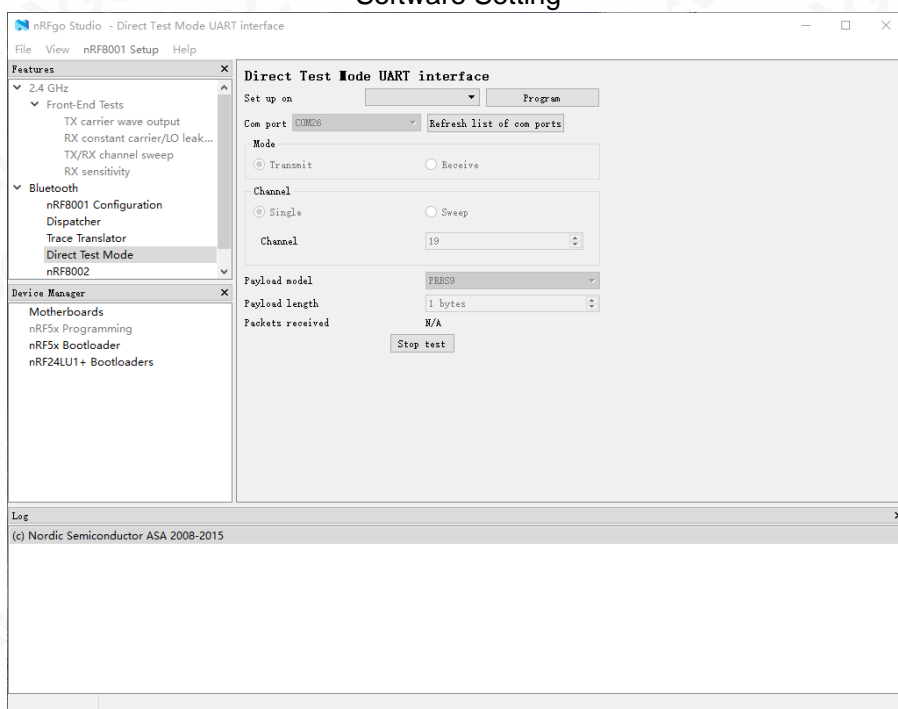 Software Setting
nRFgo Studio - Direct Test Mode UART interface
File View nRF8001 Setup Help
Features
2.4 GHz
Front-End Tests
TX carrier wave output
RX constant carrier/LO leak...
TX/RX channel sweep
RX sensitivity
Bluetooth
nRF8001 Configuration
Dispatcher
Trace Translator
Direct Test Mode
nRF8002
Device Manager
Motherboards
nRF5x Programming
nRF5x Bootloader
nRF24LU1+ Bootloaders
Direct Test Mode UART interface
Set up on Program
Com port COM26 Refresh list of com ports
Mode
Transmit Receive
Channel
Single Sweep
Channel 19
Payload model PRBS9
Payload length 1 bytes
Packets received N/A
Stop test
Log
(c) Nordic Semiconductor ASA 2008-2015